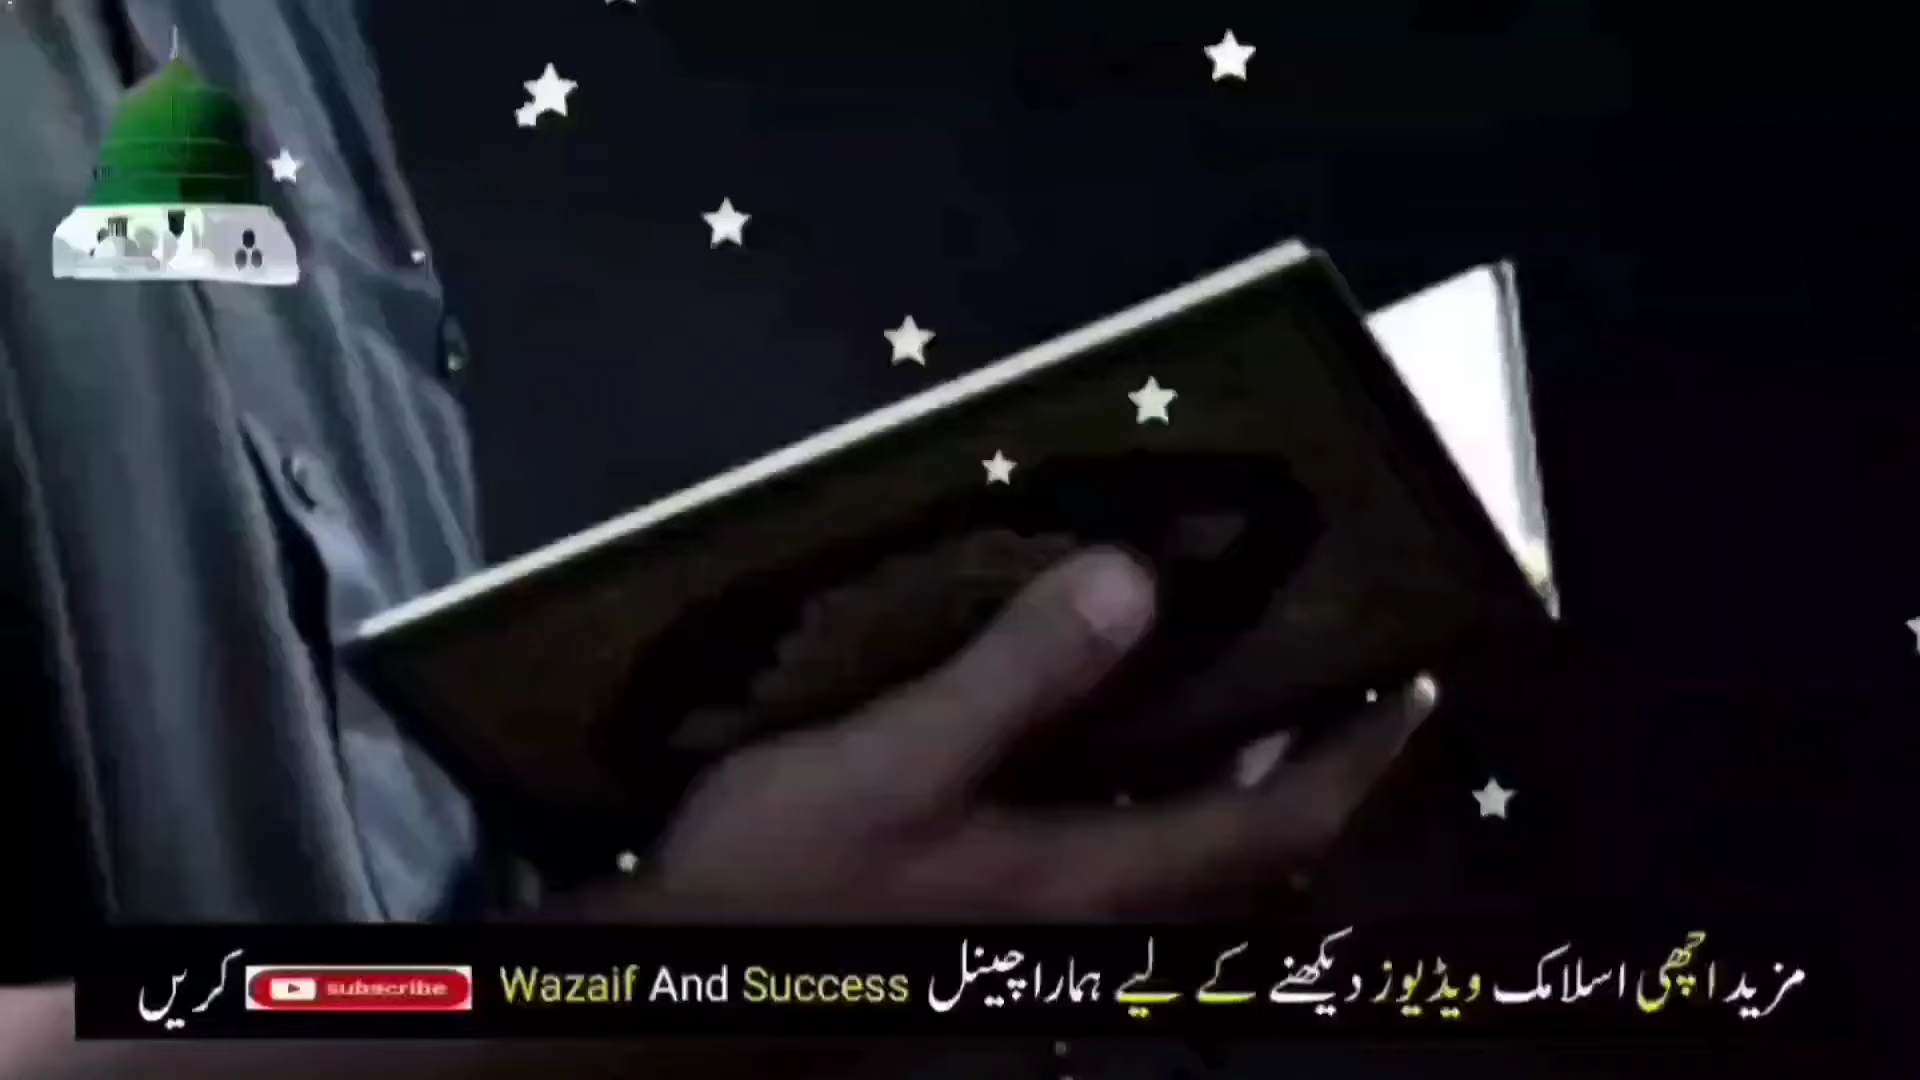 مزید اچھی اسلامک ویڈیوز دیکھنے کے لیے ہمارا چینل Wazaif And Success subscribe کریں